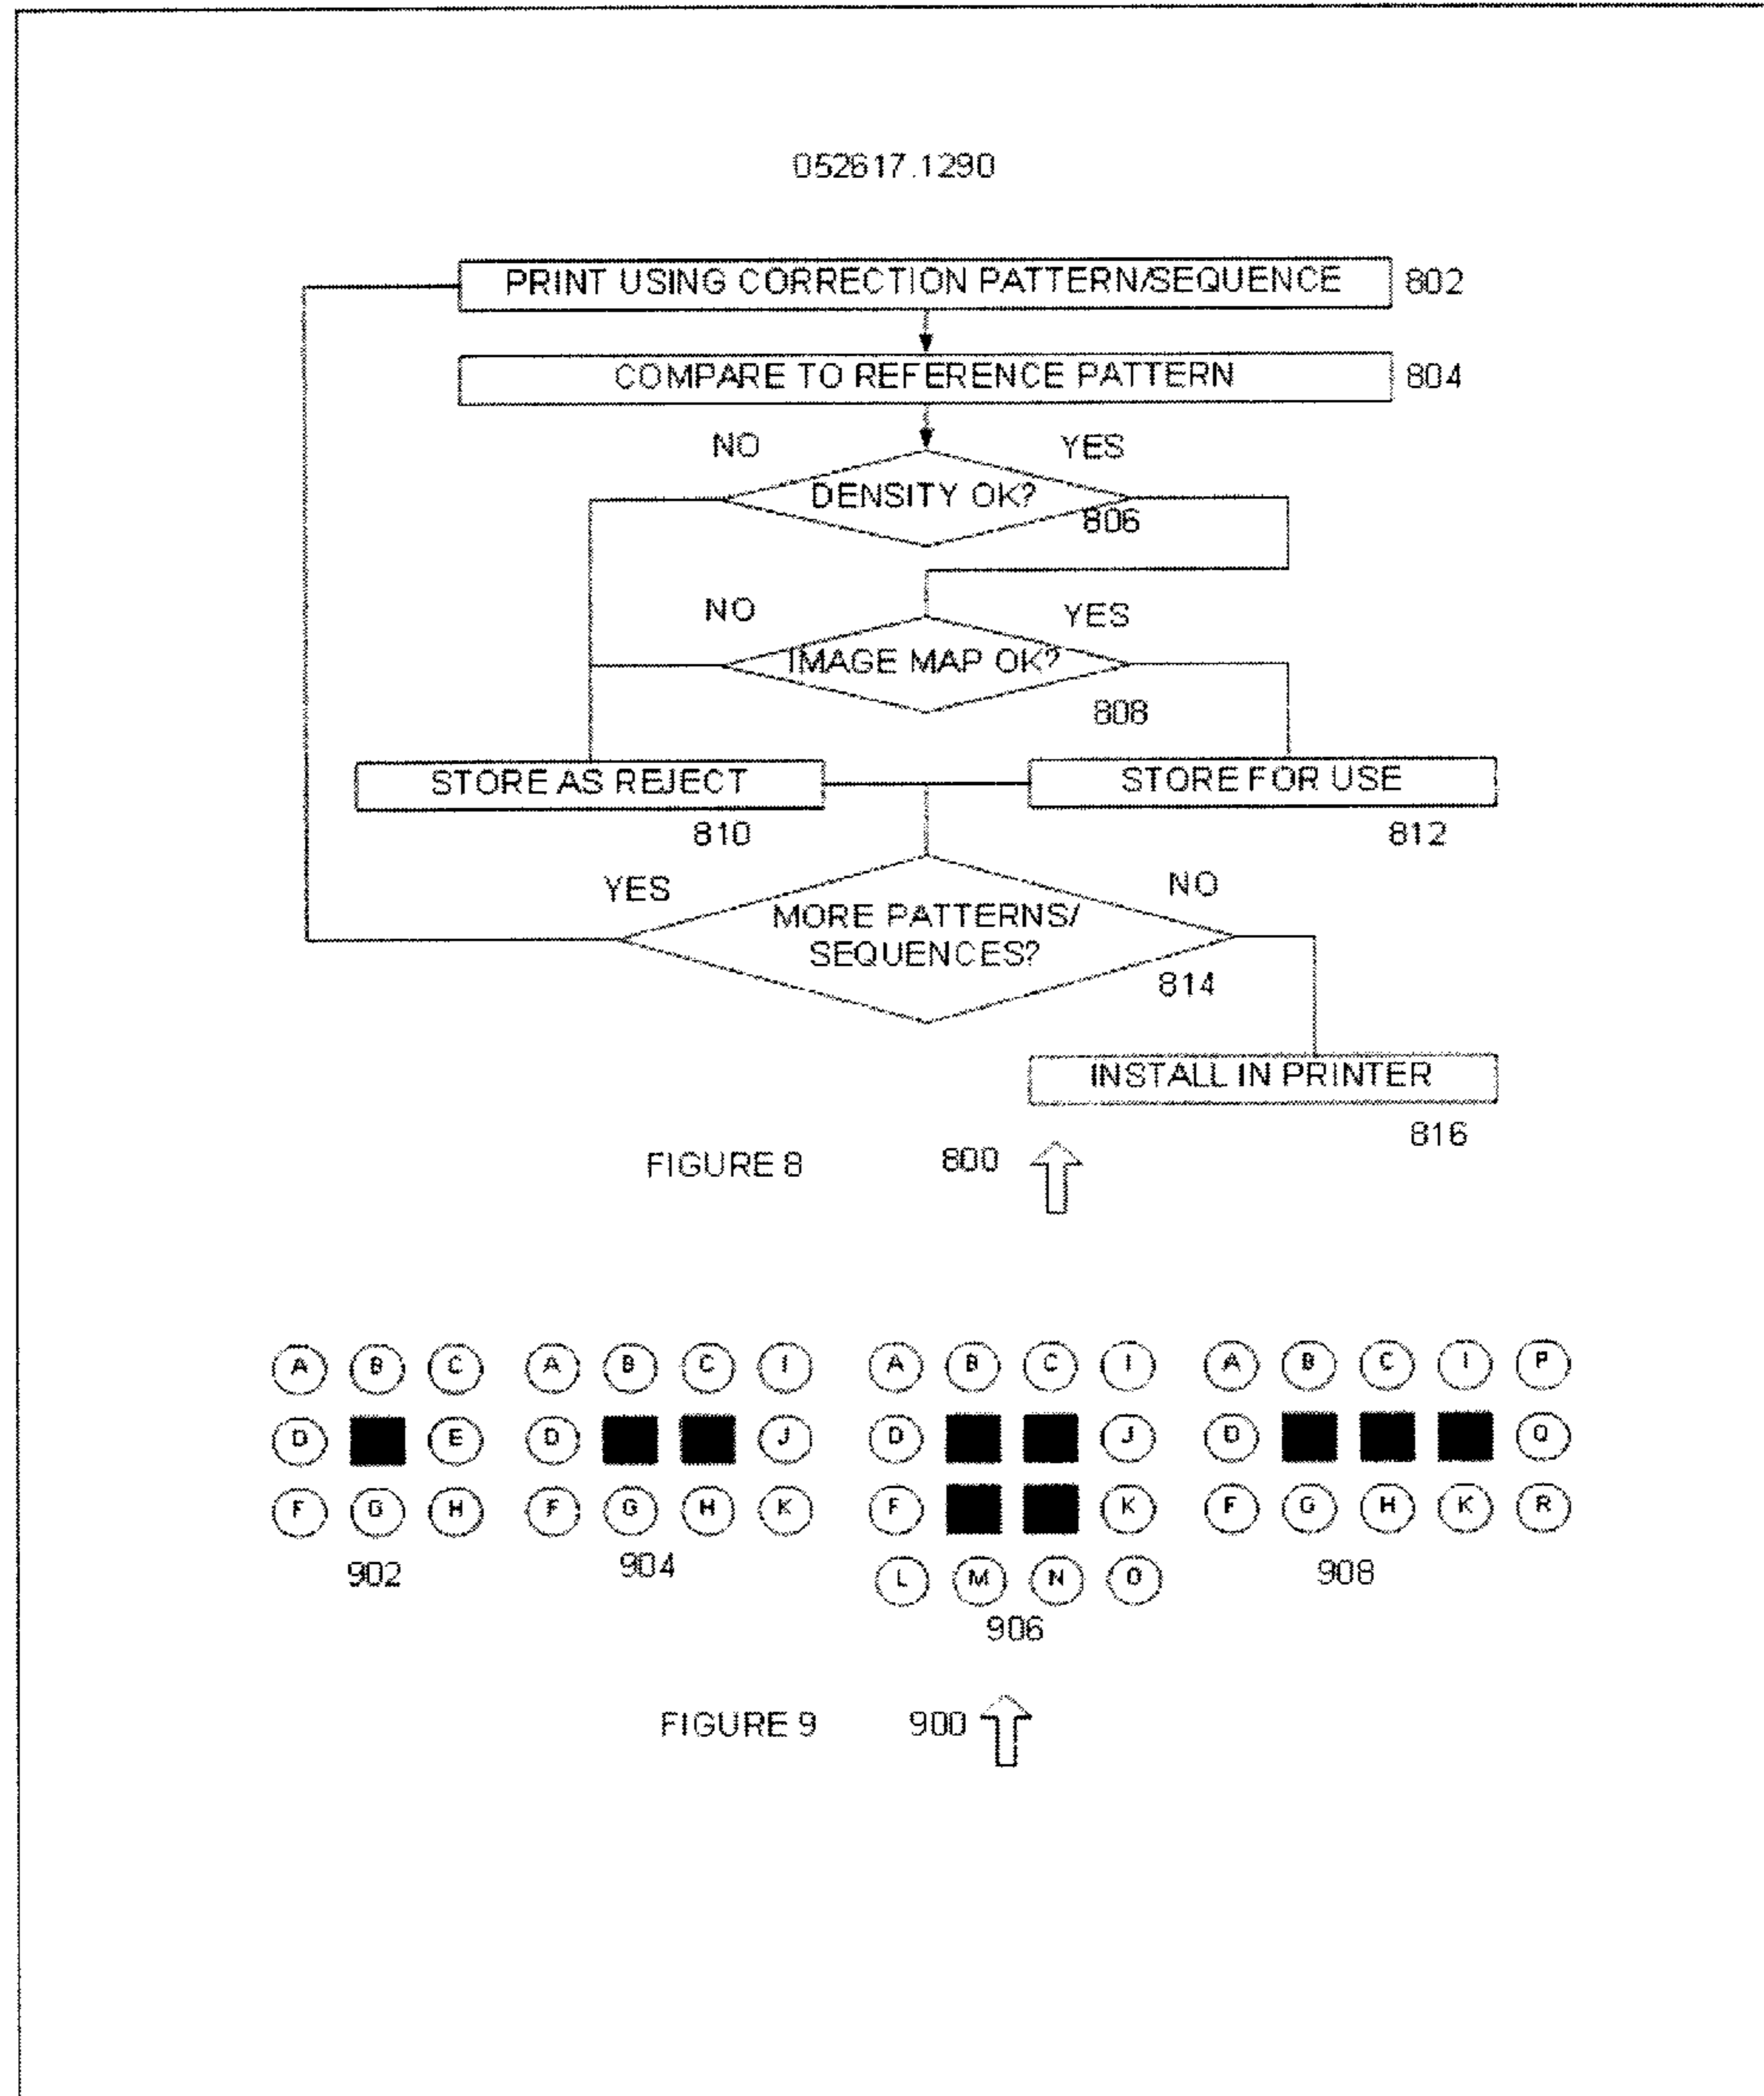 052617.1290
PRINT USING CORRECTION PATTERN/SEQUENCE 802
COMPARE TO REFERENCE PATTERN 804
NO YES
DENSITY OK?
806
NO YES
IMAGE MAP OK?
808
STORE AS REJECT STORE FOR USE
810 812
YES NO
MORE PATTERNS/
SEQUENCES?
814
INSTALL IN PRINTER
816
FIGURE 8 800
A B C A B C I A B C I A B C I P
D E D J D J D Q
F G H F G H K F K F G H K R
902 904 L M N O 908
906
FIGURE 9 900